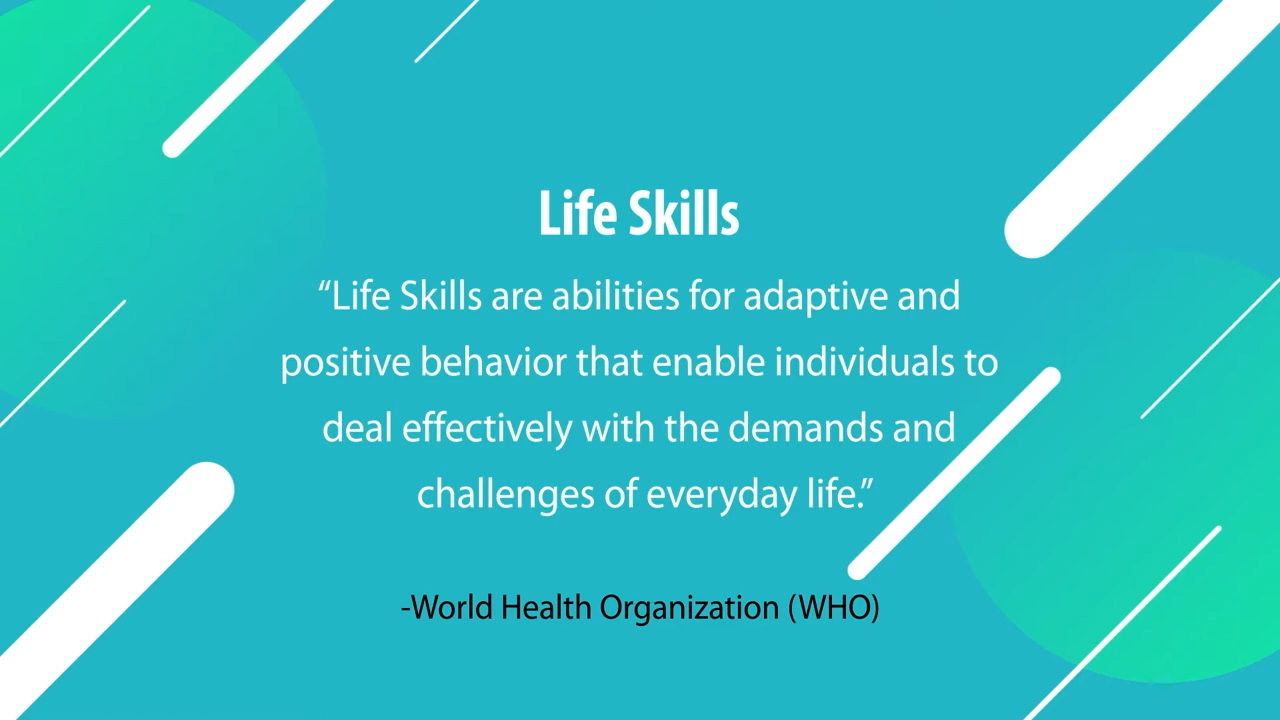 Life Skills
“Life Skills are abilities for adaptive and
positive behavior that enable individuals to
deal effectively with the demands and
challenges of everyday life.”
-World Health Organization (WHO)